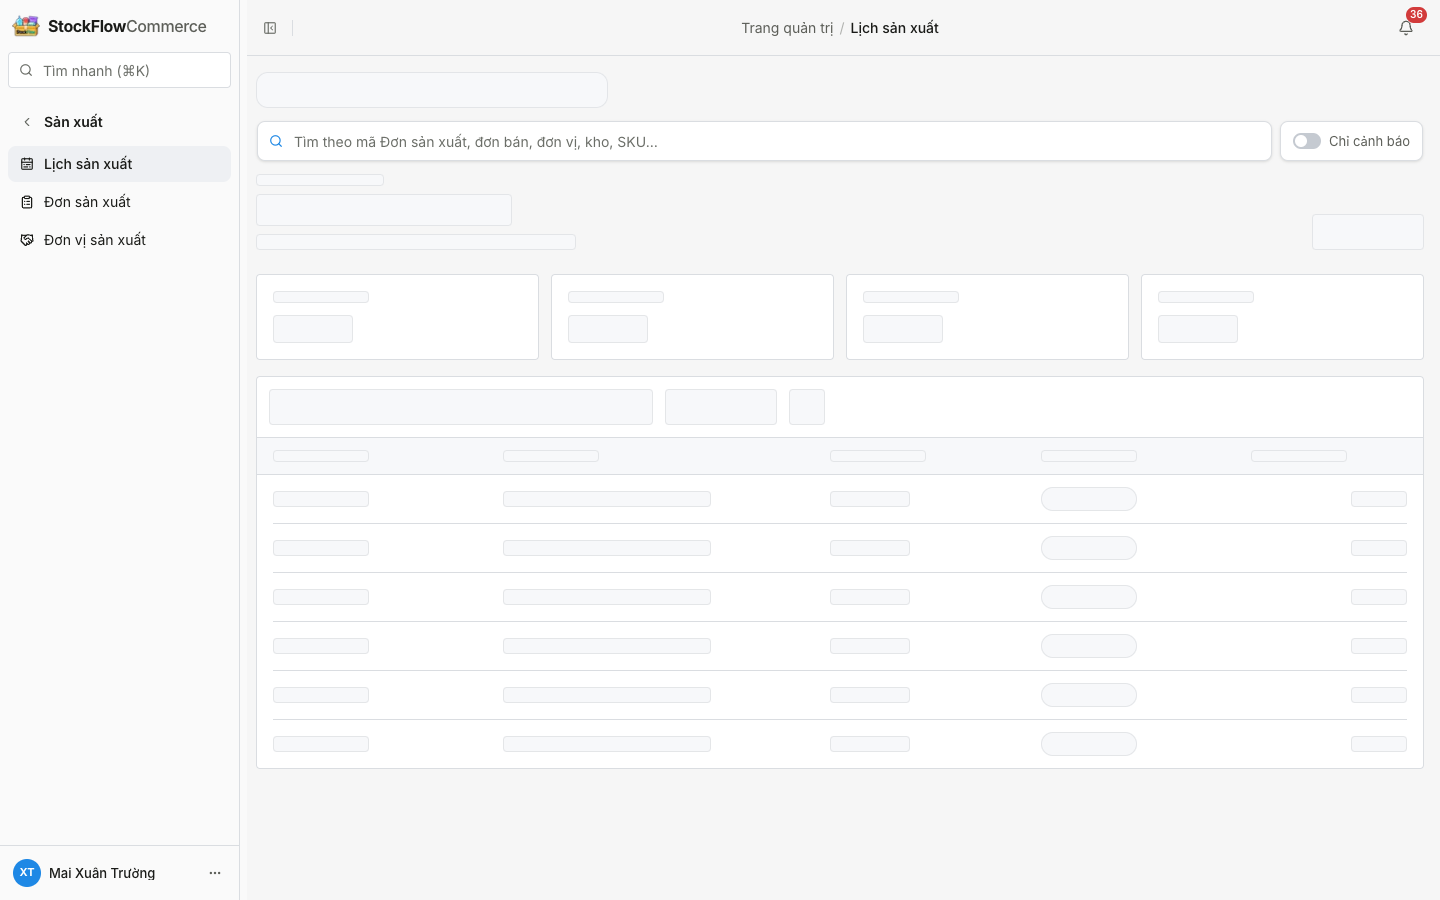 StockFlowCommerce
Tìm nhanh (⌘K)
Sản xuất
Lịch sản xuất
Đơn sản xuất
Đơn vị sản xuất
Mai Xuân Trường
XT
Trang quản trị / Lịch sản xuất
36
Tìm theo mã Đơn sản xuất, đơn bán, đơn vị, kho, SKU...
Chỉ cảnh báo